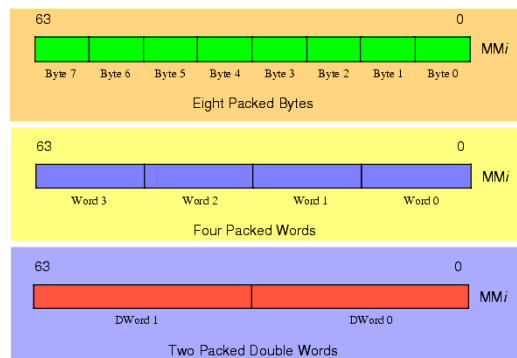 63 0
MMi
Byte 7 Byte 6 Byte 5 Byte 4 Byte 3 Byte 2 Byte 1 Byte 0
Eight Packed Bytes
63 0
MMi
Word 3 Word 2 Word 1 Word 0
Four Packed Words
63 0
MMi
DWord 1 DWord 0
Two Packed Double Words